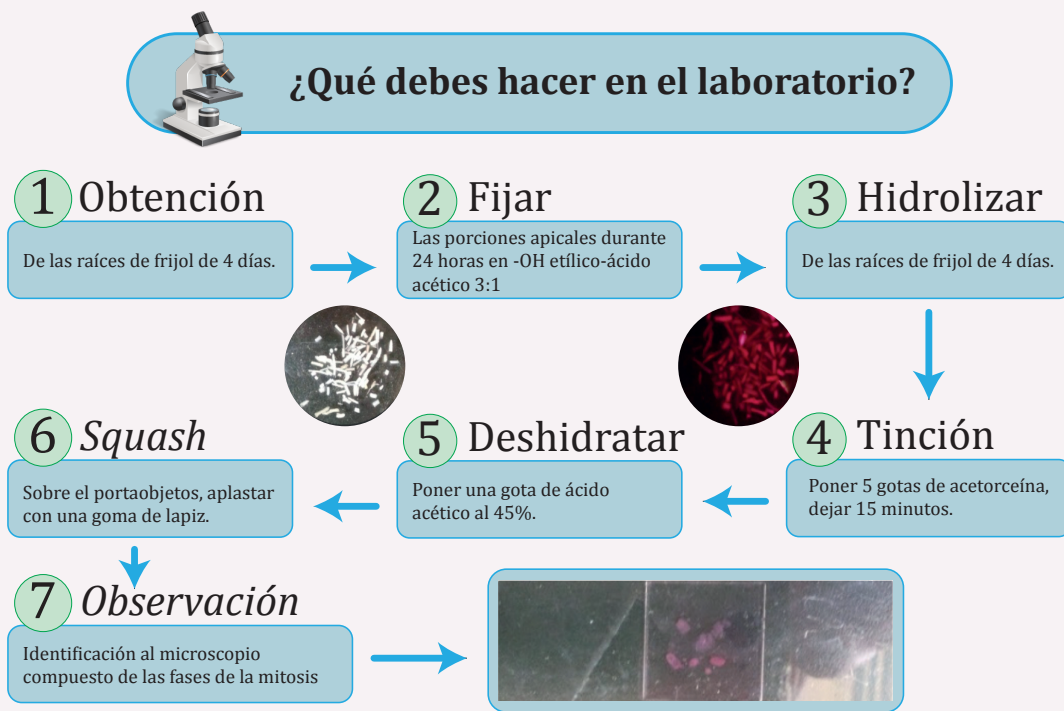 ¿Qué debes hacer en el laboratorio?
1 Obtención
De las raíces de frijol de 4 días.
2 Fijar
Las porciones apicales durante
24 horas en -OH etílico-ácido
acético 3:1
3 Hidrolizar
De las raíces de frijol de 4 días.
4 Tinción
Poner 5 gotas de acetorceína,
dejar 15 minutos.
5 Deshidratar
Poner una gota de ácido
acético al 45%.
6 Squash
Sobre el portaobjetos, aplastar
con una goma de lapiz.
7 Observación
Identificación al microscopio
compuesto de las fases de la mitosis